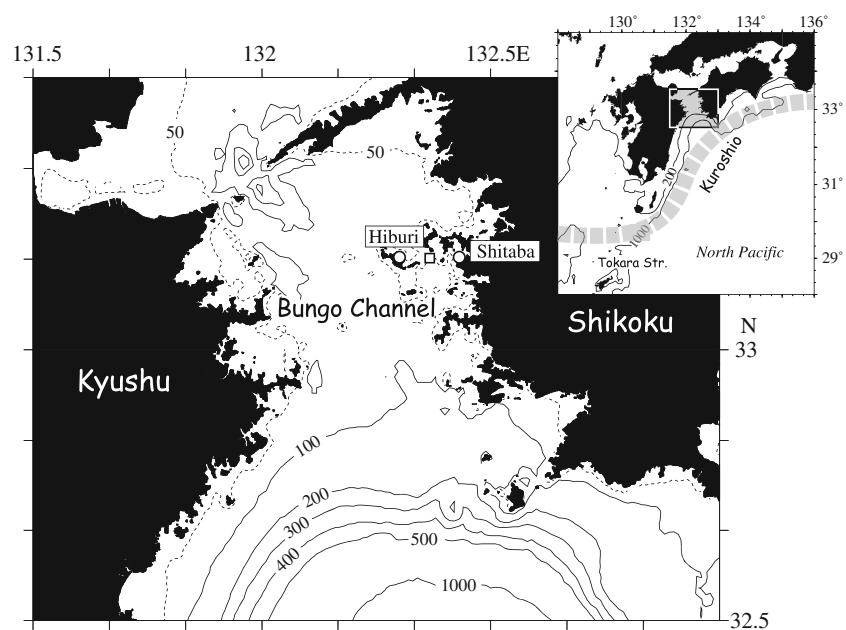 130° 132° 134° 136°
131.5 132 132.5E
50
50
33°
200
Kuroshio
31°
1000
North Pacific
29°
Tokara Str.
Hiburi
Shitaba
Bungo Channel
Shikoku
N
33
Kyushu
100
200
300
400
500
1000
32.5